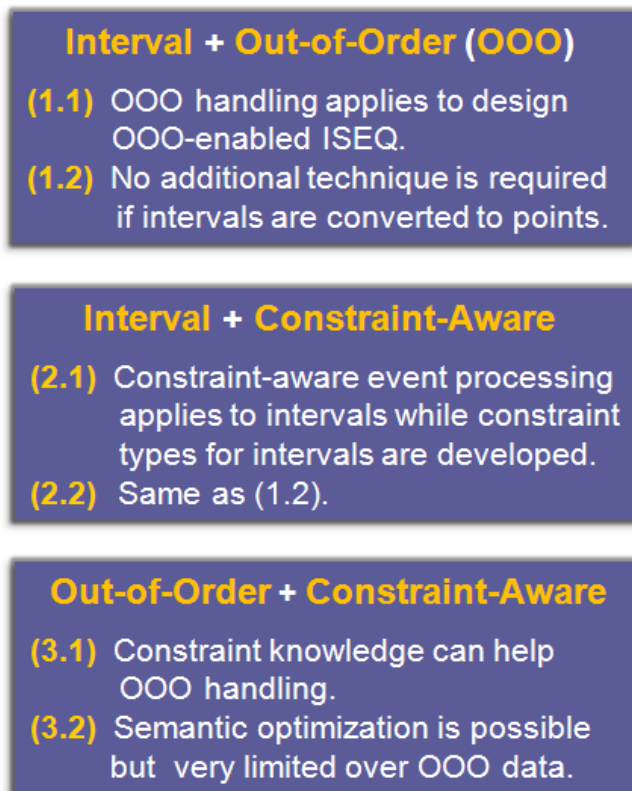 Interval + Out-of-Order (OOO)
(1.1) OOO handling applies to design
OOO-enabled ISEQ.
(1.2) No additional technique is required
if intervals are converted to points.
Interval + Constraint-Aware
(2.1) Constraint-aware event processing
applies to intervals while constraint
types for intervals are developed.
(2.2) Same as (1.2).
Out-of-Order + Constraint-Aware
(3.1) Constraint knowledge can help
OOO handling.
(3.2) Semantic optimization is possible
but very limited over OOO data.